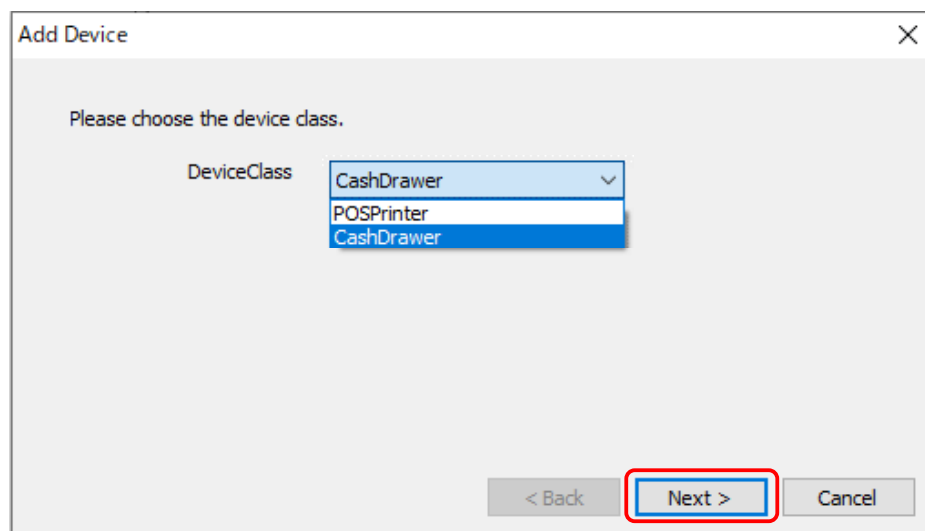 Add Device
Please choose the device class.
DeviceClass
CashDrawer
POSPrinter
CashDrawer
< Back
Next >
Cancel